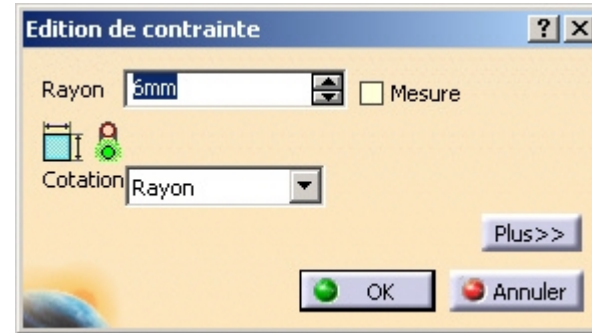 Edition de contrainte
Rayon 6mm Mesure
Cotation Rayon
Plus>>
OK Annuler